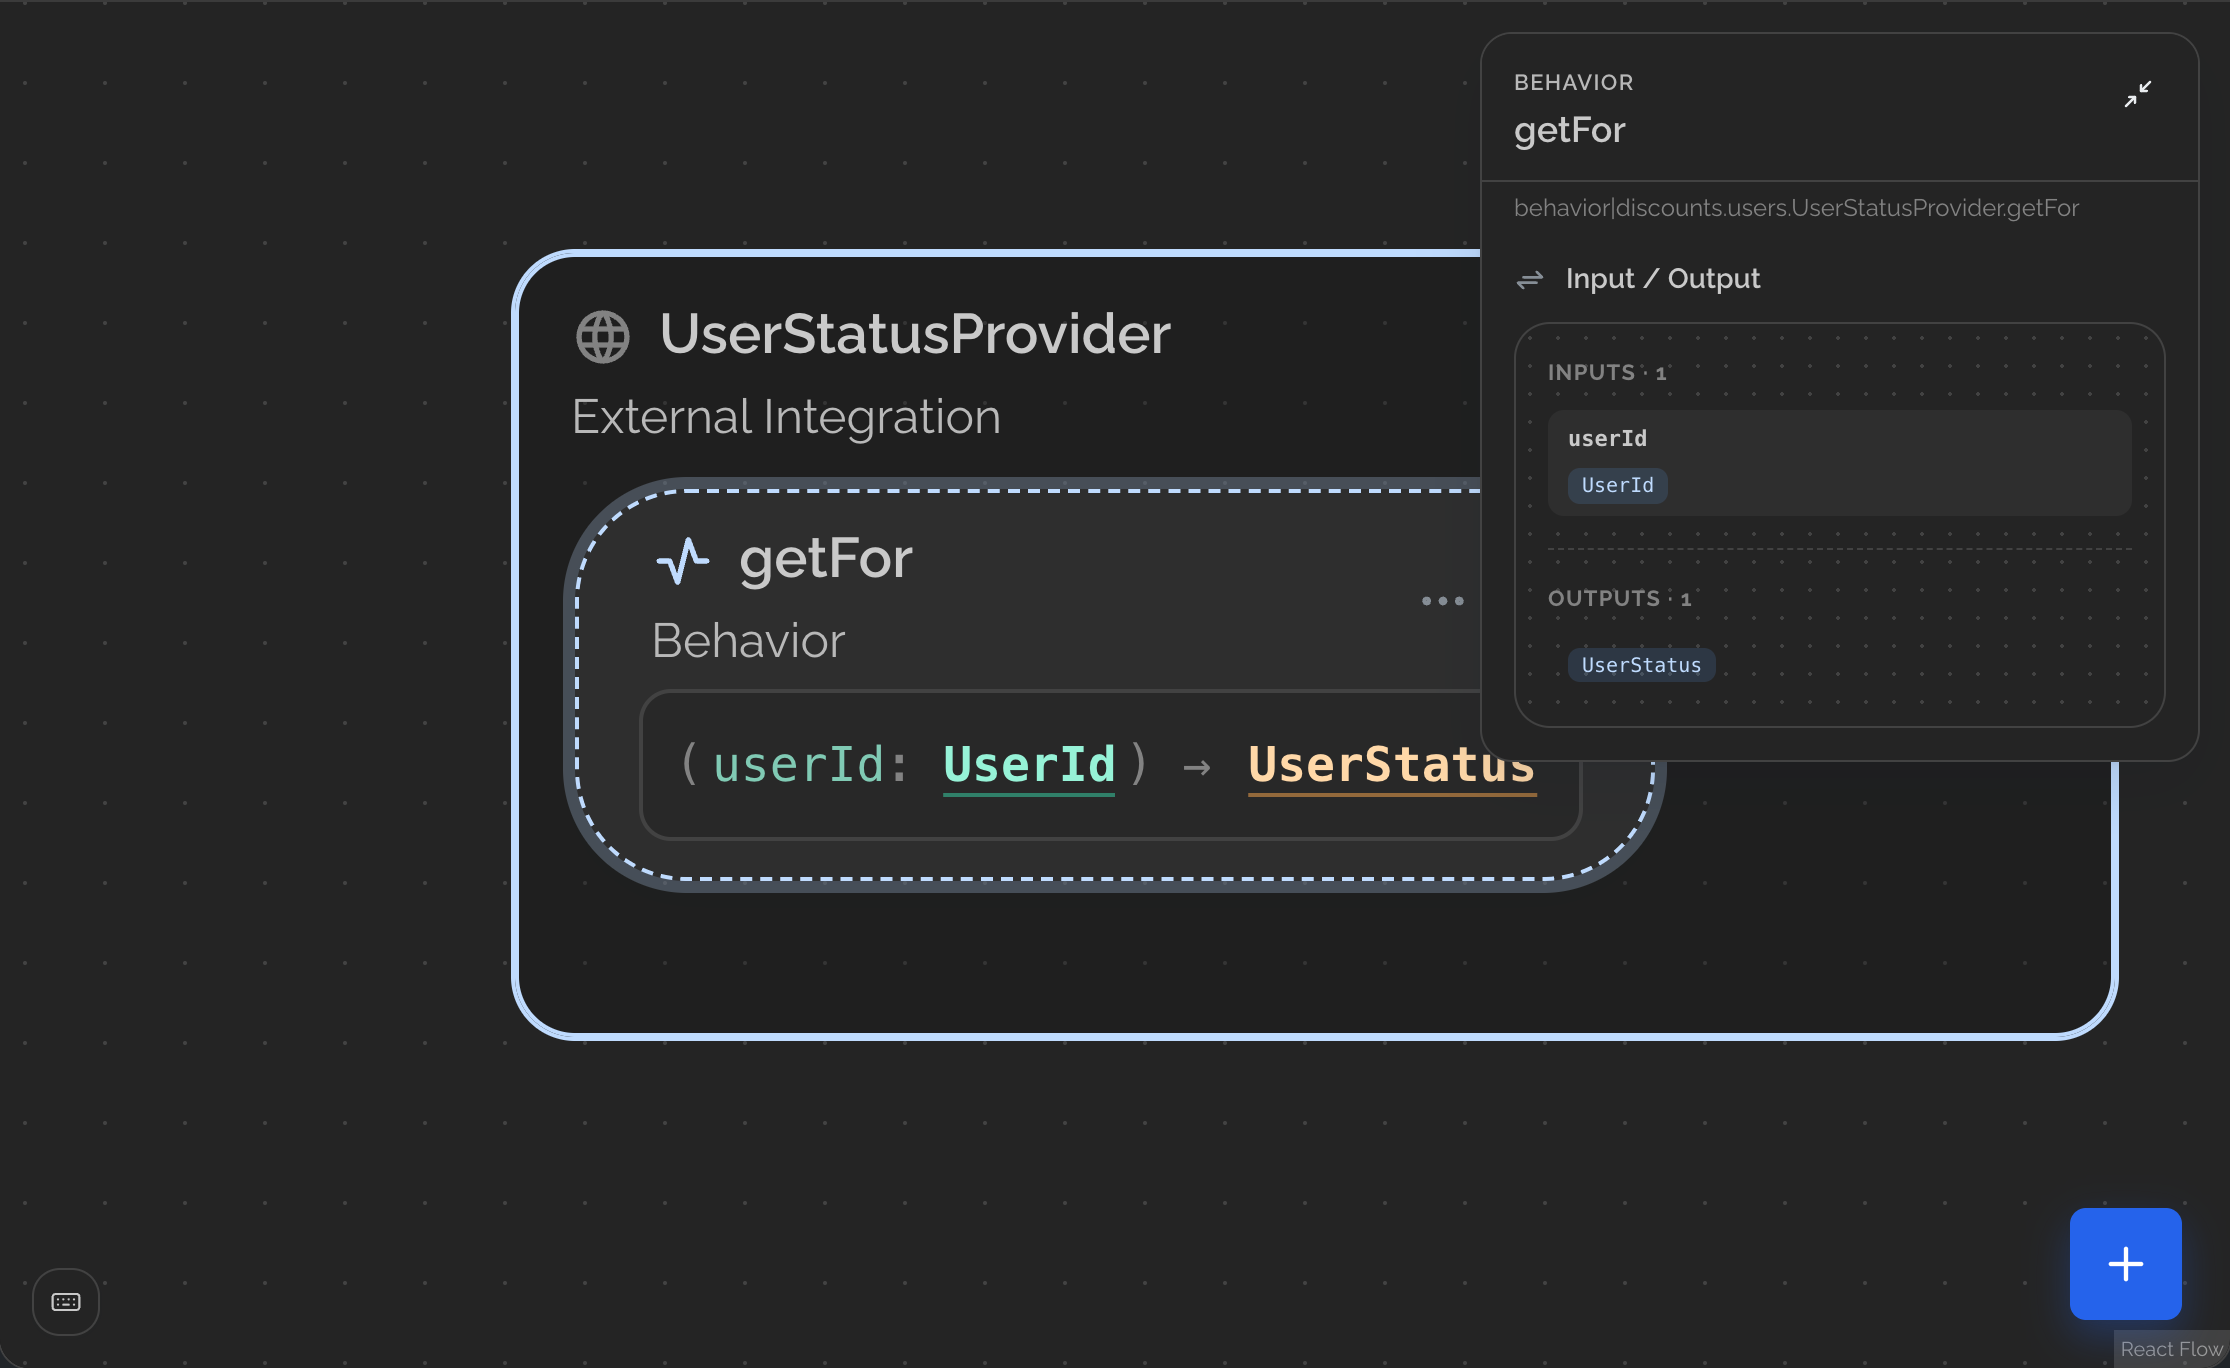 UserStatusProvider
External Integration
getFor
Behavior
(userId: UserId) → UserStatus
BEHAVIOR
getFor
behavior|discounts.users.UserStatusProvider.getFor
Input / Output
INPUTS · 1
userId
UserId
OUTPUTS · 1
UserStatus
React Flow